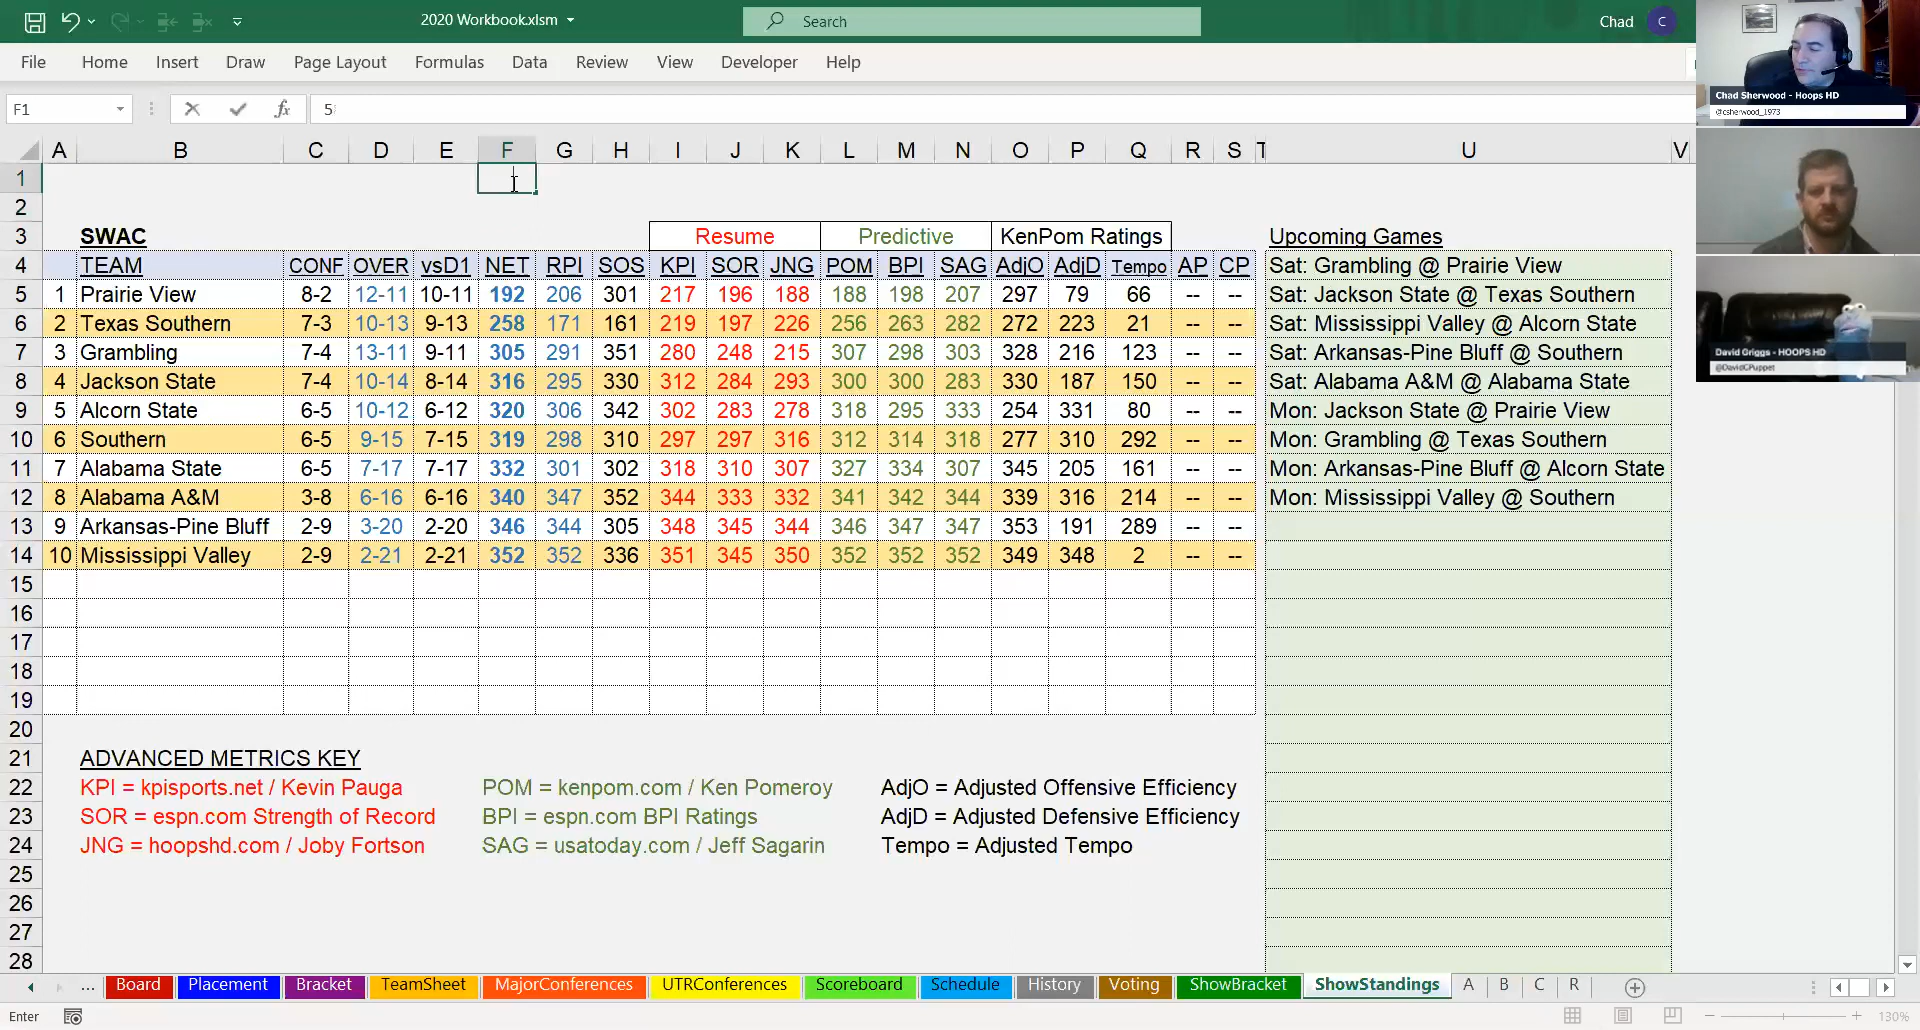 2020 Workbook.xlsm
Search
Chad
C
File Home Insert Draw Page Layout Formulas Data Review View Developer Help
F1
fx
5
A B C D E F G H I J K L M N O P Q R S T U V
1
2
3 SWAC Resume Predictive KenPom Ratings Upcoming Games
4 TEAM CONF OVER vsD1 NET RPI SOS KPI SOR JNG POM BPI SAG AdjO AdjD Tempo AP CP Sat: Grambling @ Prairie View
5 1 Prairie View 8-2 12-11 10-11 192 206 301 217 196 188 188 198 207 297 79 66 -- -- Sat: Jackson State @ Texas Southern
6 2 Texas Southern 7-3 10-13 9-13 258 171 161 219 197 226 256 263 282 272 223 21 -- -- Sat: Mississippi Valley @ Alcorn State
7 3 Grambling 7-4 13-11 9-11 305 291 351 280 248 215 307 298 303 328 216 123 -- -- Sat: Arkansas-Pine Bluff @ Southern
8 4 Jackson State 7-4 10-14 8-14 316 295 330 312 284 293 300 300 283 330 187 150 -- -- Sat: Alabama A&M @ Alabama State
9 5 Alcorn State 6-5 10-12 6-12 320 306 342 302 283 278 318 295 333 254 331 80 -- -- Mon: Jackson State @ Prairie View
10 6 Southern 6-5 9-15 7-15 319 298 310 297 297 316 312 314 318 277 310 292 -- -- Mon: Grambling @ Texas Southern
11 7 Alabama State 6-5 7-17 7-17 332 301 302 318 310 307 327 334 307 345 205 161 -- -- Mon: Arkansas-Pine Bluff @ Alcorn State
12 8 Alabama A&M 3-8 6-16 6-16 340 347 352 344 333 332 341 342 344 339 316 214 -- -- Mon: Mississippi Valley @ Southern
13 9 Arkansas-Pine Bluff 2-9 3-20 2-20 346 344 305 348 345 344 346 347 347 353 191 289 -- --
14 10 Mississippi Valley 2-9 2-21 2-21 352 352 336 351 345 350 352 352 352 349 348 2 -- --
15
16
17
18
19
20
21 ADVANCED METRICS KEY
22 KPI = kpisports.net / Kevin Pauga POM = kenpom.com / Ken Pomeroy AdjO = Adjusted Offensive Efficiency
23 SOR = espn.com Strength of Record BPI = espn.com BPI Ratings AdjD = Adjusted Defensive Efficiency
24 JNG = hoopshd.com / Joby Fortson SAG = usatoday.com / Jeff Sagarin Tempo = Adjusted Tempo
25
26
27
28
... Board Placement Bracket TeamSheet MajorConferences UTRConferences Scoreboard Schedule History Voting ShowBracket ShowStandings A B C R
Enter
130%
Chad Sherwood - Hoops HD
@csherwood_1973
David Griggs - HOOPS HD
@DavidCPuppet